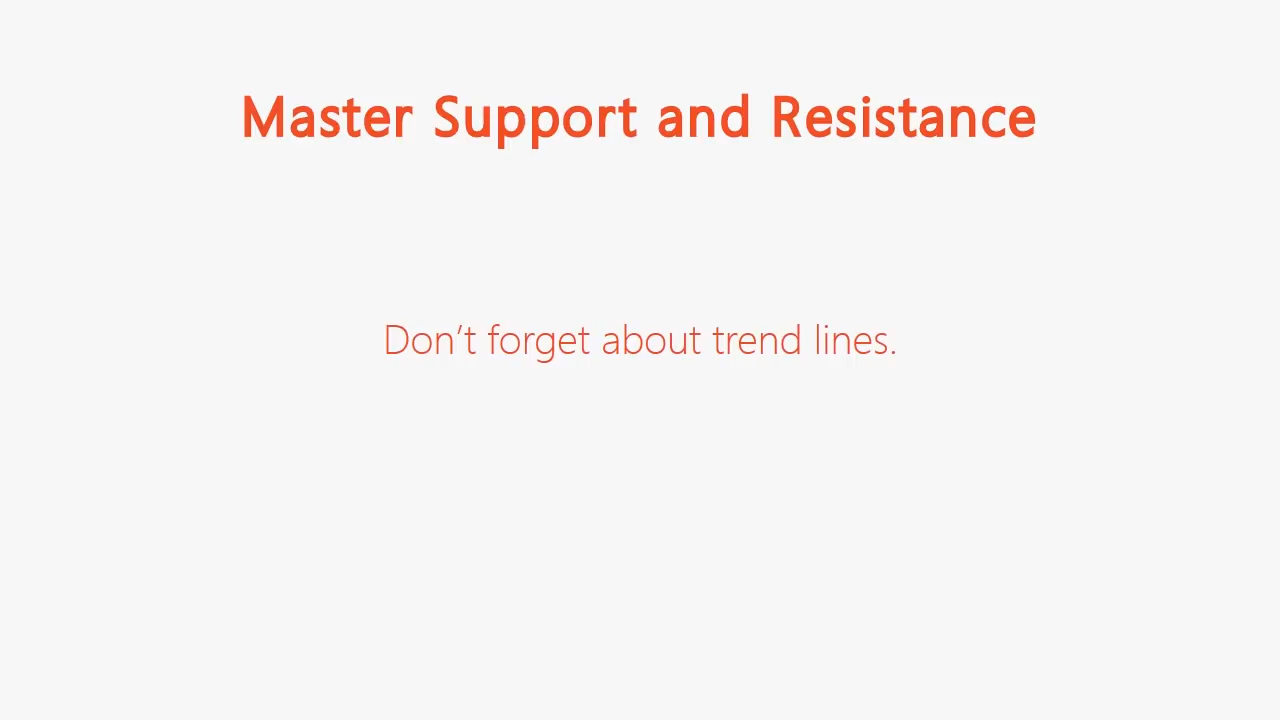 Master Support and Resistance
Don’t forget about trend lines.